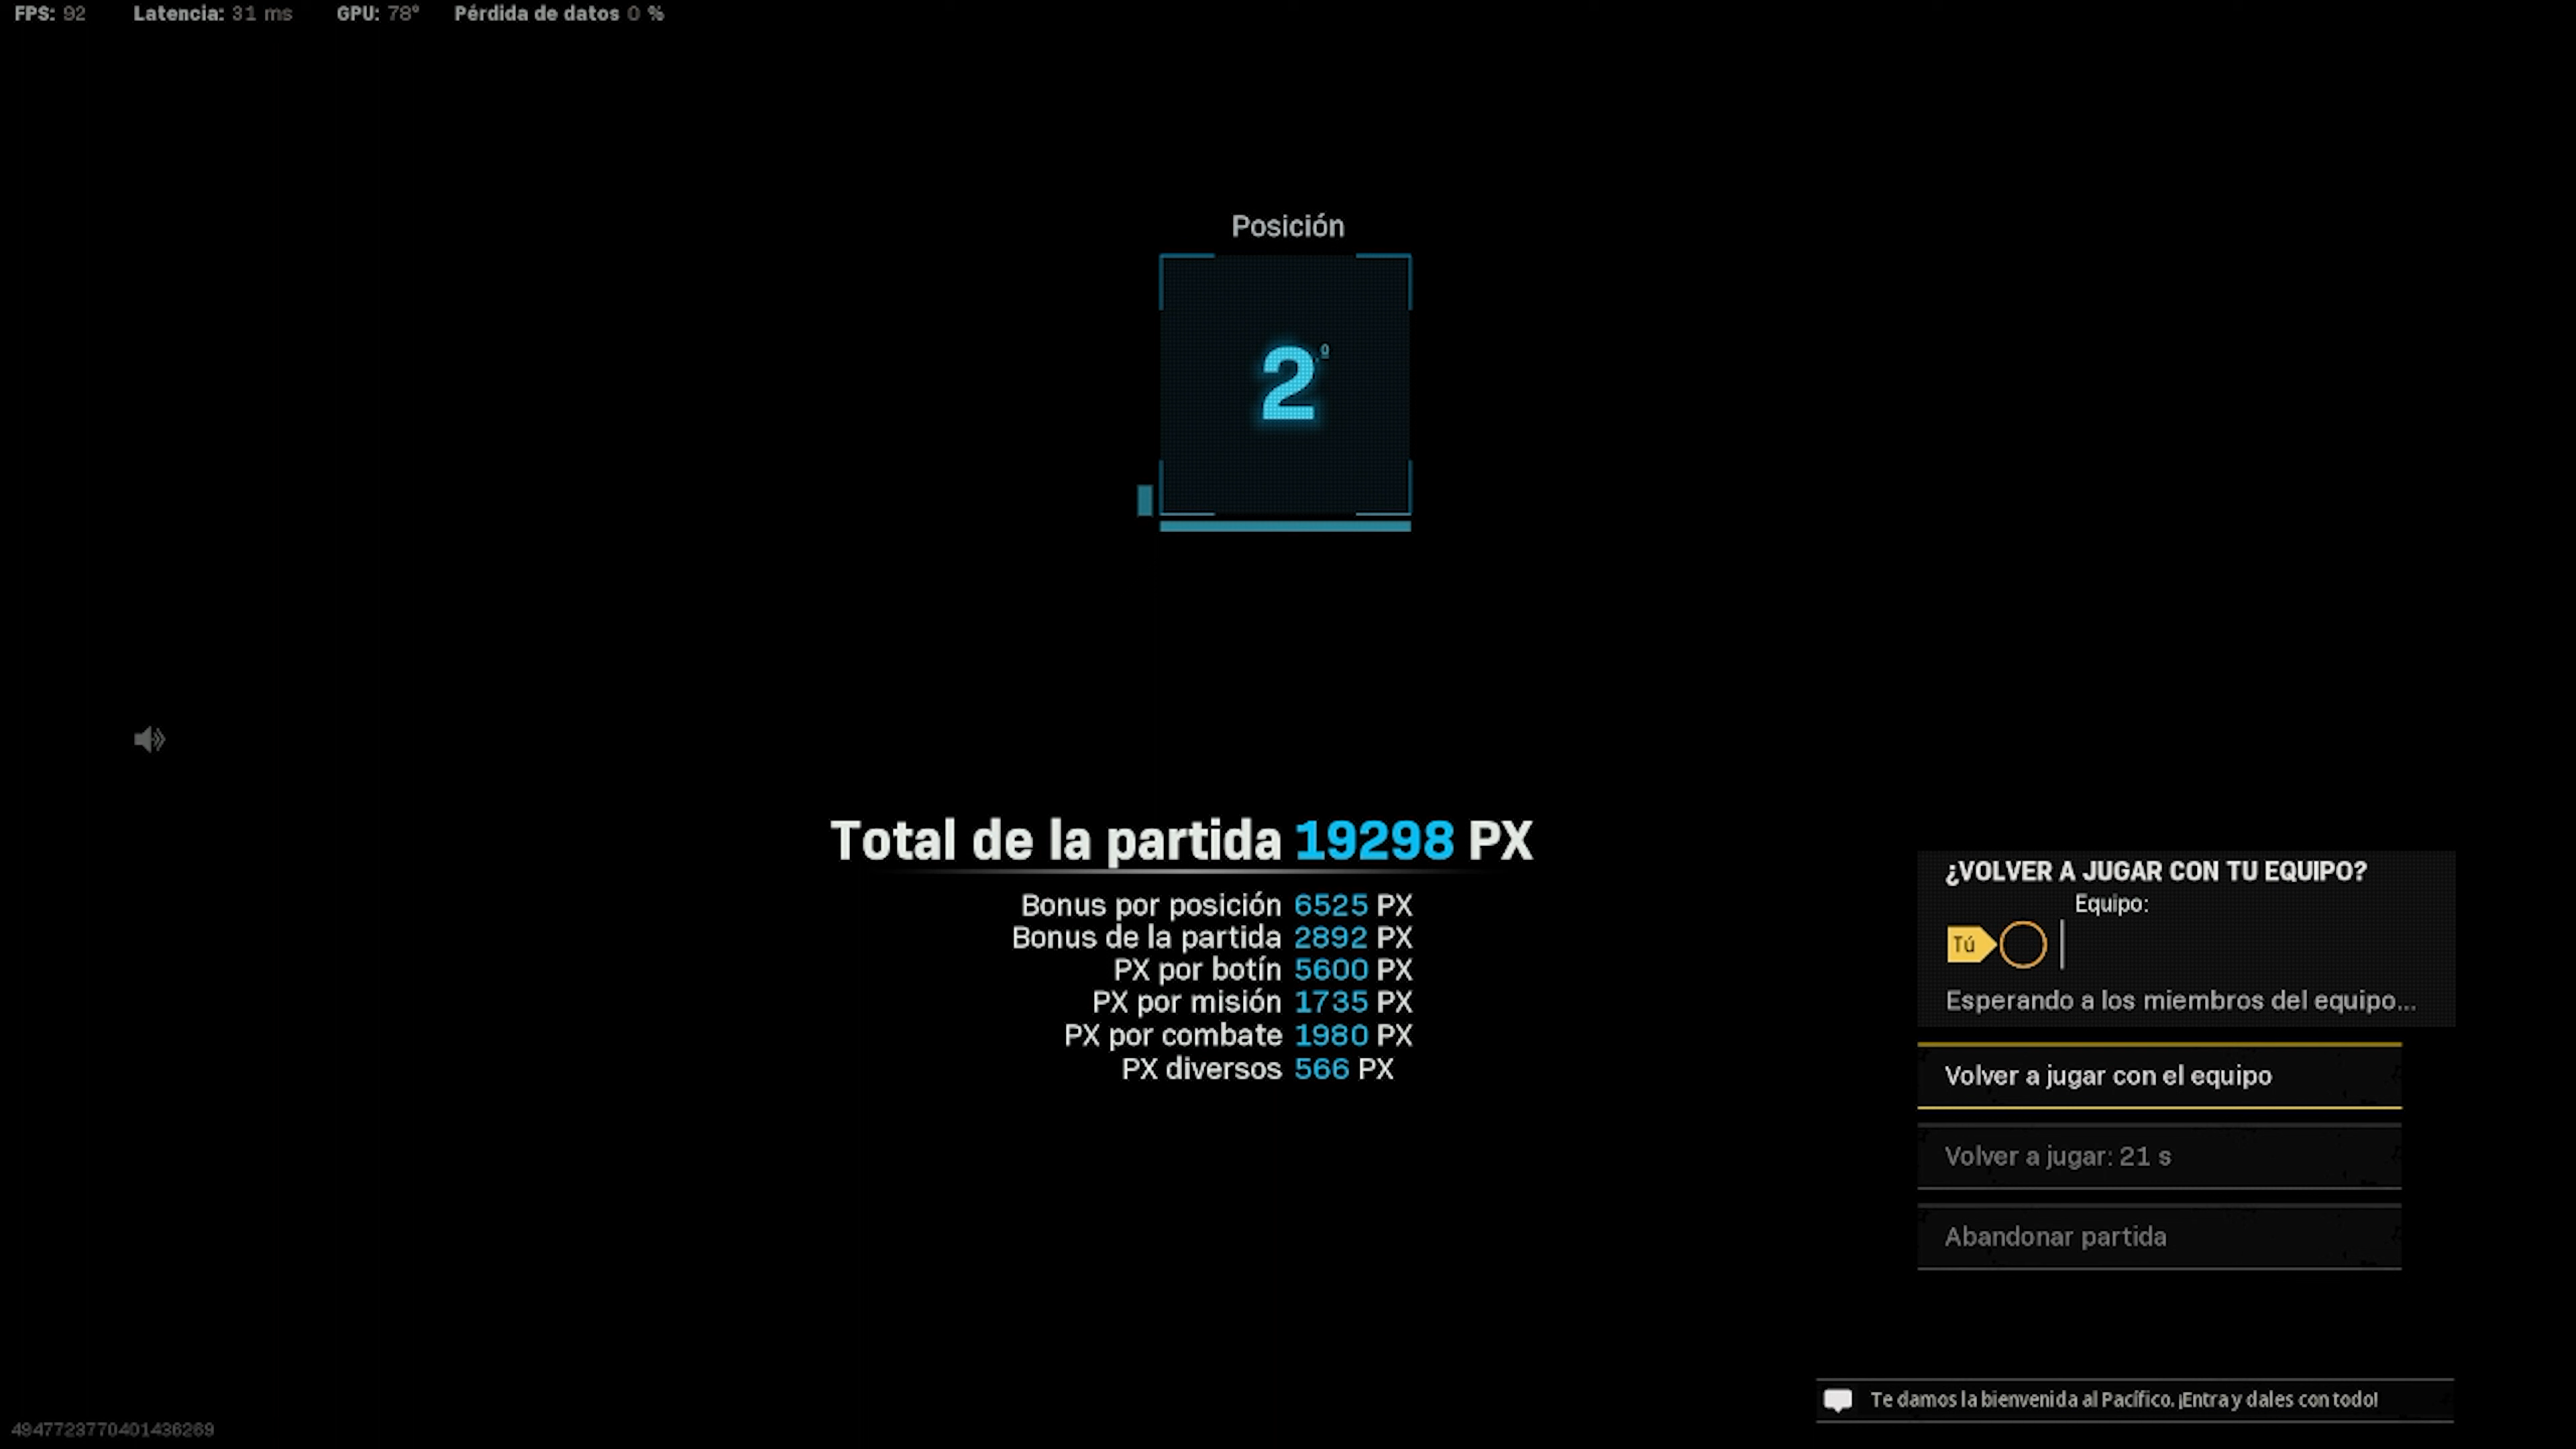 FPS: 92 Latencia: 31 ms GPU: 78° Pérdida de datos 0 %
Posición
2.º
Total de la partida 19298 PX
Bonus por posición 6525 PX
Bonus de la partida 2892 PX
PX por botín 5600 PX
PX por misión 1735 PX
PX por combate 1980 PX
PX diversos 566 PX
¿VOLVER A JUGAR CON TU EQUIPO?
Equipo:
Tú
Esperando a los miembros del equipo...
Volver a jugar con el equipo
Volver a jugar: 21 s
Abandonar partida
Te damos la bienvenida al Pacífico. ¡Entra y dales con todo!
4947723770401436269